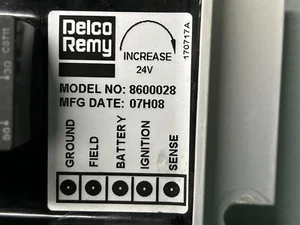 Delco
Remy
INCREASE
24V
MODEL NO: 8600028
MFG DATE: 07H08
GROUND
FIELD
BATTERY
IGNITION
SENSE
170717A